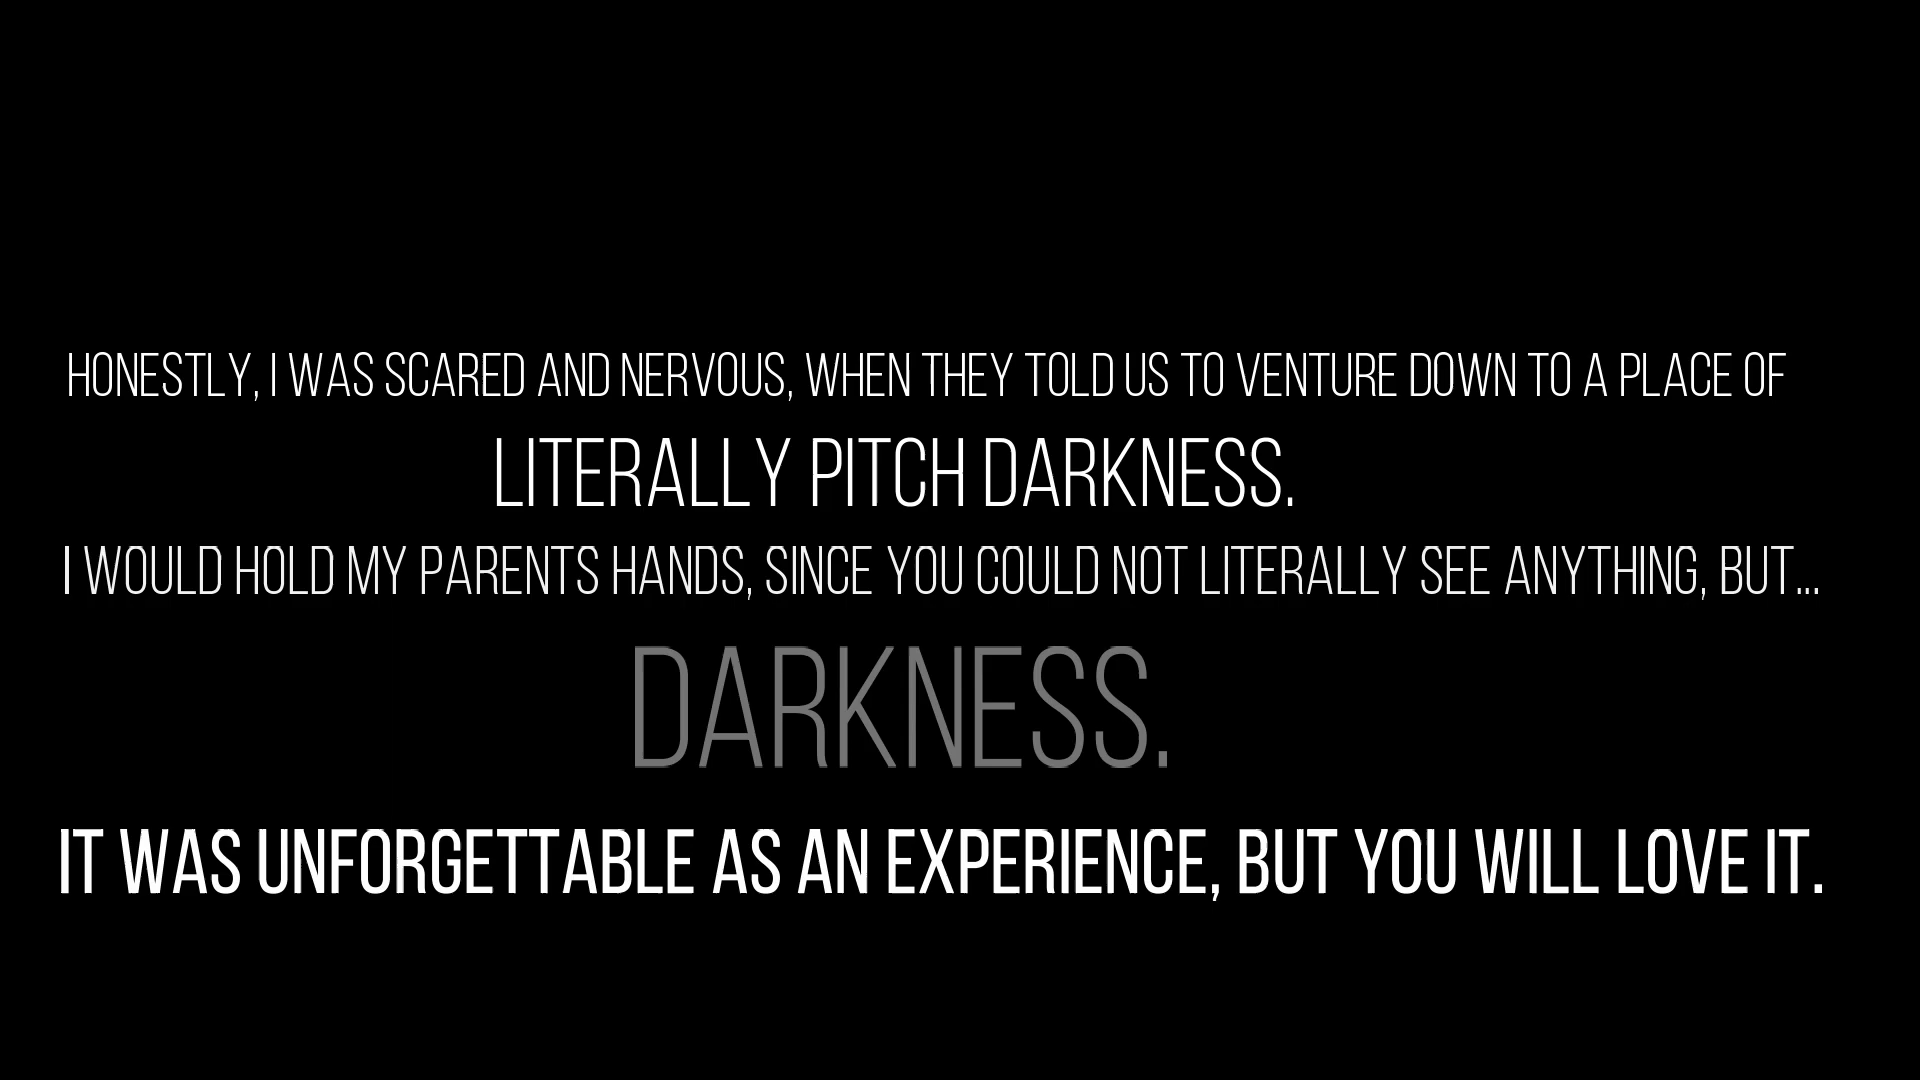 HONESTLY, I WAS SCARED AND NERVOUS, WHEN THEY TOLD US TO VENTURE DOWN TO A PLACE OF
LITERALLY PITCH DARKNESS.
I WOULD HOLD MY PARENTS HANDS, SINCE YOU COULD NOT LITERALLY SEE ANYTHING, BUT...
DARKNESS.
IT WAS UNFORGETTABLE AS AN EXPERIENCE, BUT YOU WILL LOVE IT.